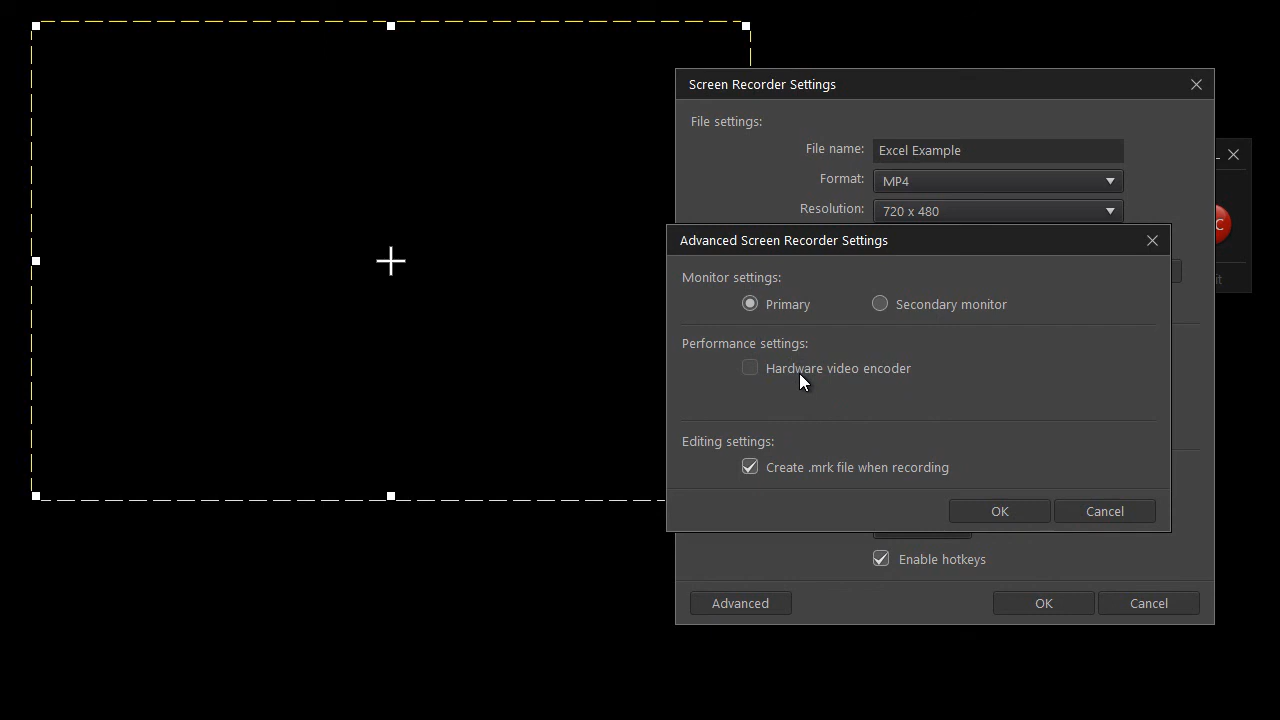 Screen Recorder Settings
File settings:
File name: Excel Example
Format: MP4
Resolution: 720 x 480
Advanced Screen Recorder Settings
Monitor settings:
Primary Secondary monitor
Performance settings:
Hardware video encoder
Editing settings:
Create .mrk file when recording
OK Cancel
Enable hotkeys
Advanced OK Cancel